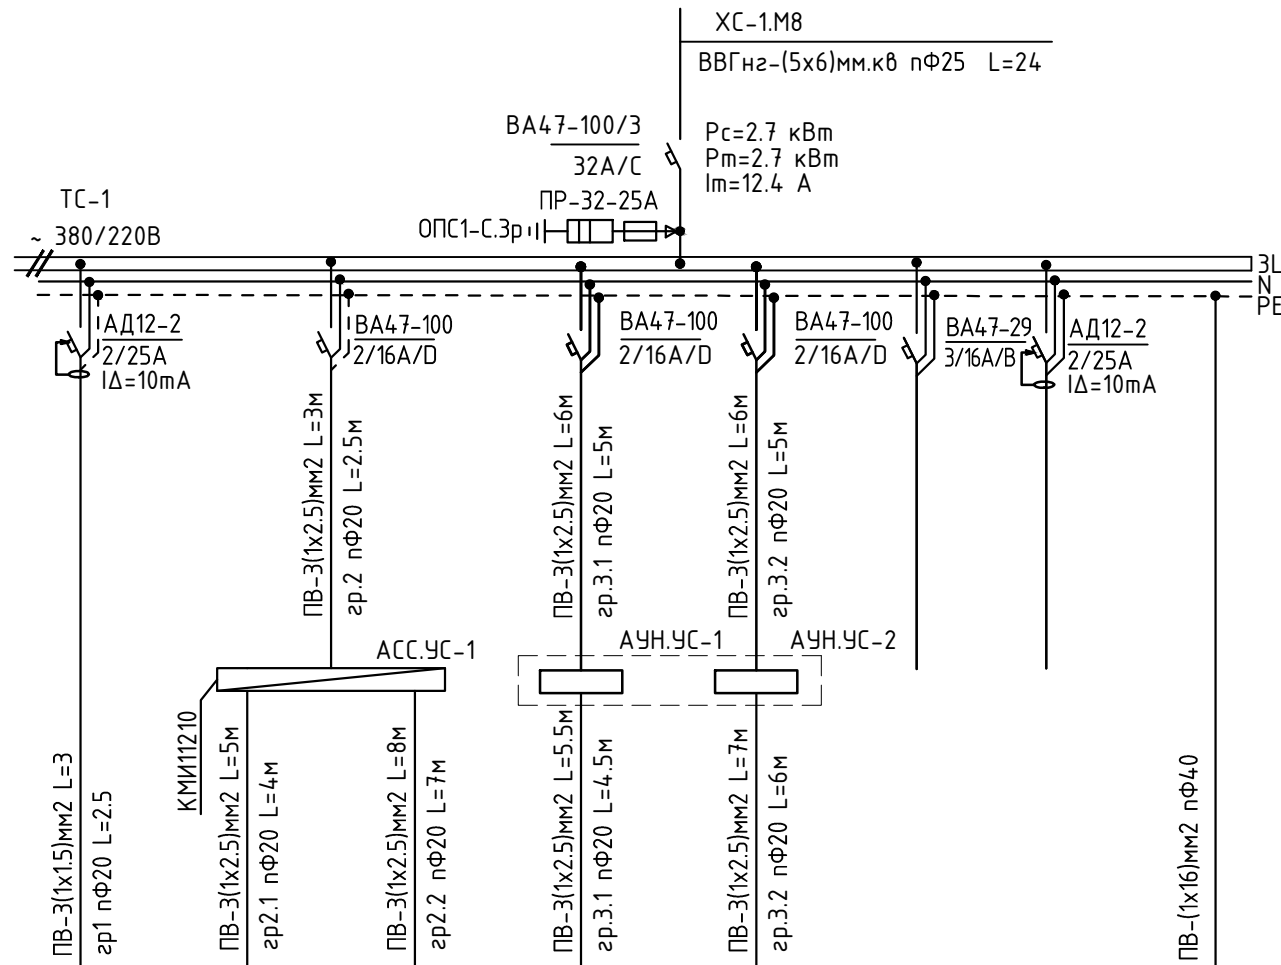 ХС-1.М8
ВВГнг-(5х6)мм.кв пФ25 L=24
ВА47-100/3
32А/С
Рс=2.7 кВт
Рт=2.7 кВт
Iт=12.4 А
ПР-32-25А
ОПС1-С.3р
ТС-1
~ 380/220В
3L
N
PE
АД12-2
2/25А
IΔ=10mA
ВА47-100
2/16А/D
ВА47-100
2/16А/D
ВА47-100
2/16А/D
ВА47-29
3/16А/В
АД12-2
2/25А
IΔ=10mA
ПВ-3(1х2.5)мм2 L=3м
гр.2 пФ20 L=2.5м
ПВ-3(1х2.5)мм2 L=6м
гр.3.1 пФ20 L=5м
ПВ-3(1х2.5)мм2 L=6м
гр.3.2 пФ20 L=5м
АСС.УС-1
АУН.УС-1
АУН.УС-2
КМИ11210
ПВ-3(1х1.5)мм2 L=3
гр1 пФ20 L=2.5
ПВ-3(1х2.5)мм2 L=5м
гр2.1 пФ20 L=4м
ПВ-3(1х2.5)мм2 L=8м
гр2.2 пФ20 L=7м
ПВ-3(1х2.5)мм2 L=5.5м
гр.3.1 пФ20 L=4.5м
ПВ-3(1х2.5)мм2 L=7м
гр.3.2 пФ20 L=6м
ПВ-(1х16)мм2 пФ40